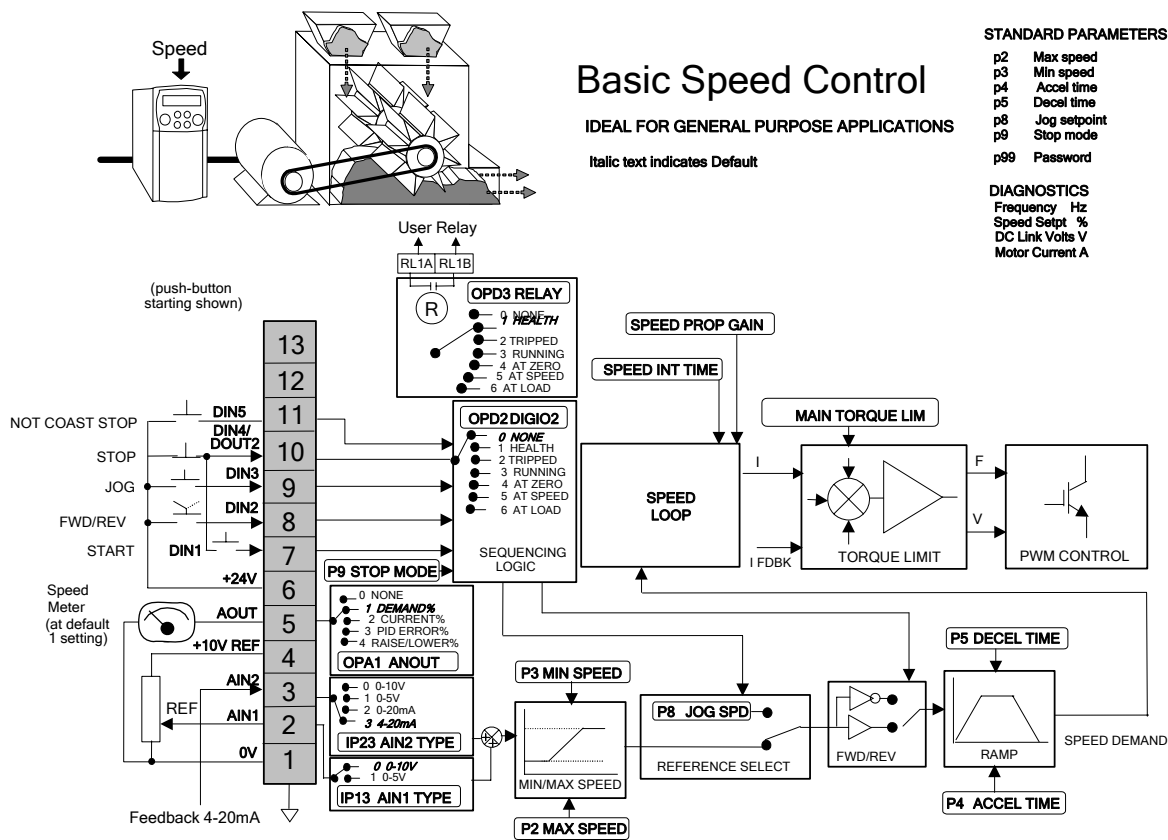 Speed
Basic Speed Control
IDEAL FOR GENERAL PURPOSE APPLICATIONS
Italic text indicates Default
STANDARD PARAMETERS
p2 Max speed
p3 Min speed
p4 Accel time
p5 Decel time
p8 Jog setpoint
p9 Stop mode
p99 Password
DIAGNOSTICS
Frequency Hz
Speed Setpt %
DC Link Volts V
Motor Current A
User Relay
RL1A RL1B
R
OPD3 RELAY
0 NONE
1 HEALTH
2 TRIPPED
3 RUNNING
4 AT ZERO
5 AT SPEED
6 AT LOAD
(push-button
starting shown)
13
12
11
10
9
8
7
6
5
4
3
2
1
NOT COAST STOP
DIN5
DIN4/
DOUT2
STOP
JOG
DIN3
FWD/REV
DIN2
START
DIN1
+24V
Speed
Meter
(at default
1 setting)
AOUT
+10V REF
AIN2
REF
AIN1
0V
Feedback 4-20mA
OPD2 DIGIO2
0 NONE
1 HEALTH
2 TRIPPED
3 RUNNING
4 AT ZERO
5 AT SPEED
6 AT LOAD
SEQUENCING
LOGIC
P9 STOP MODE
0 NONE
1 DEMAND%
2 CURRENT%
3 PID ERROR%
4 RAISE/LOWER%
OPA1 ANOUT
0 0-10V
1 0-5V
2 0-20mA
3 4-20mA
IP23 AIN2 TYPE
0 0-10V
1 0-5V
IP13 AIN1 TYPE
SPEED PROP GAIN
SPEED INT TIME
SPEED
LOOP
I
I FDBK
MAIN TORQUE LIM
TORQUE LIMIT
F
V
PWM CONTROL
P3 MIN SPEED
MIN/MAX SPEED
P2 MAX SPEED
P8 JOG SPD
REFERENCE SELECT
FWD/REV
P5 DECEL TIME
RAMP
P4 ACCEL TIME
SPEED DEMAND